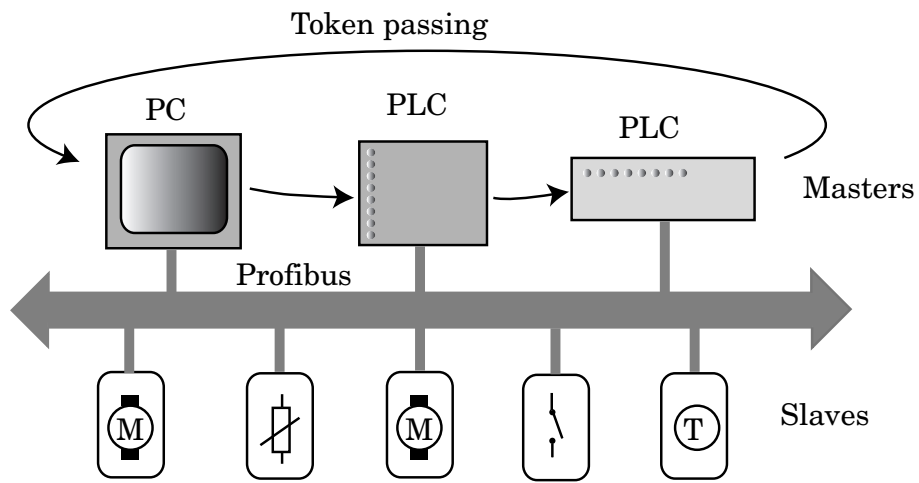 Token passing
PC
PLC
PLC
Masters
Profibus
M
M
T
Slaves